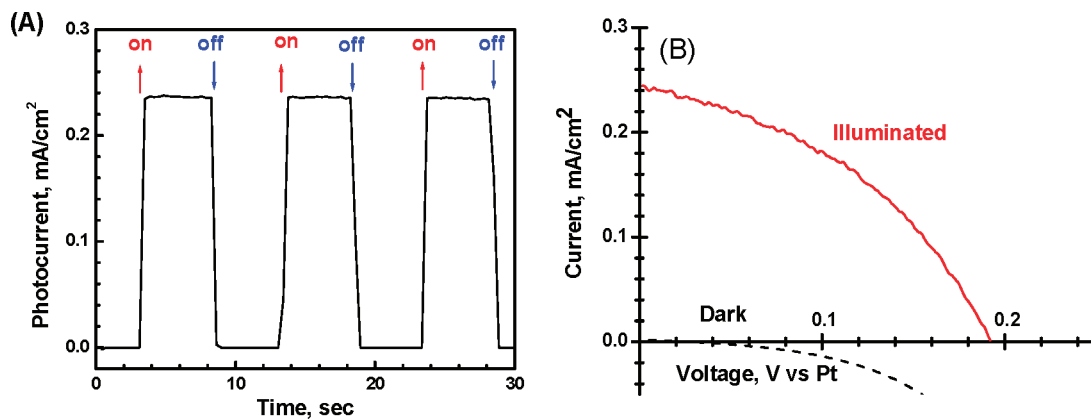 (A)
0.3
0.2
0.1
0.0
Photocurrent, mA/cm²
on off on off on off
0 10 20 30
Time, sec
(B)
0.3
0.2
0.1
0.0
Current, mA/cm²
Illuminated
Dark
0.1 0.2
Voltage, V vs Pt